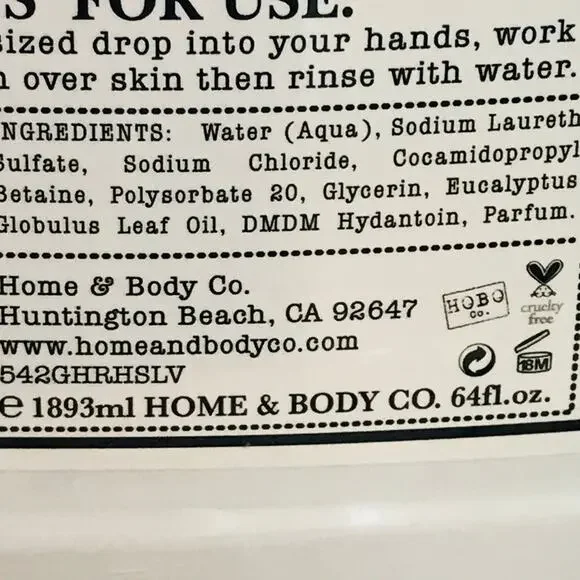 S FOR USE.
sized drop into your hands, work
over skin then rinse with water.
INGREDIENTS: Water (Aqua), Sodium Laureth
Sulfate, Sodium Chloride, Cocamidopropyl
Betaine, Polysorbate 20, Glycerin, Eucalyptus
Globulus Leaf Oil, DMDM Hydantoin, Parfum.
Home & Body Co.
Huntington Beach, CA 92647
www.homeandbodyco.com
542GHRHSLV
HOBO
co.
cruelty
free
18M
e 1893ml HOME & BODY CO. 64fl.oz.